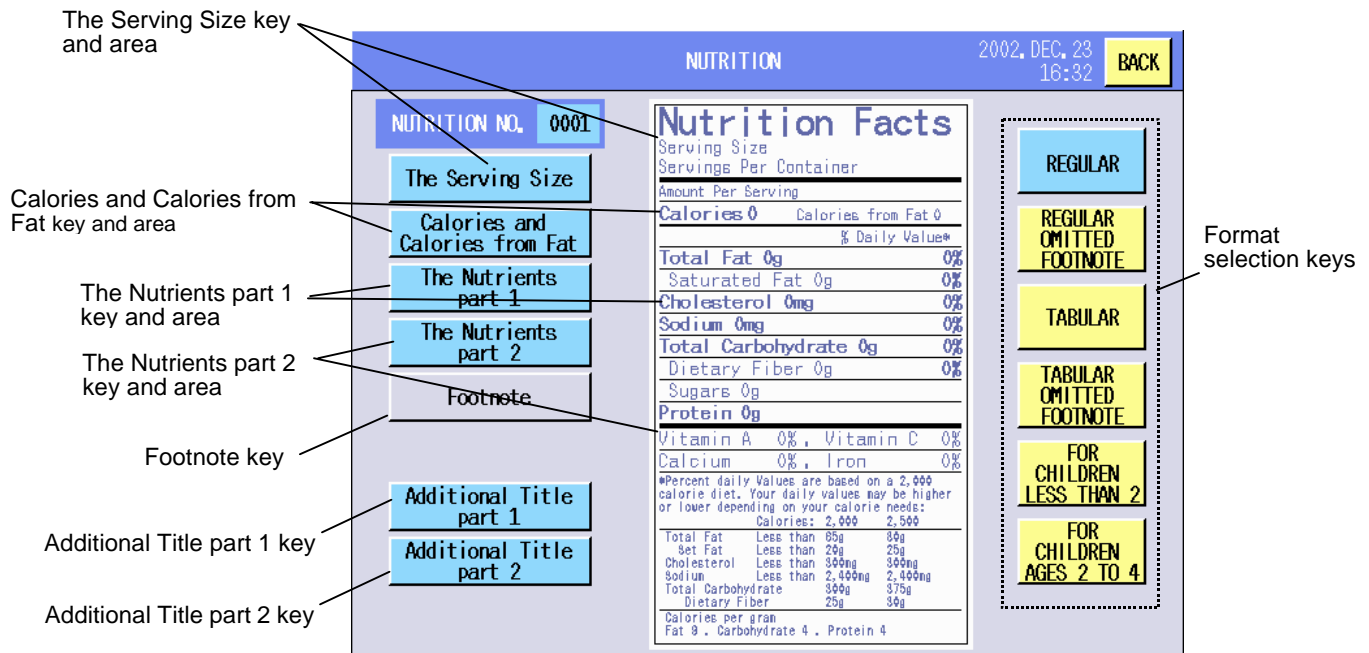 The Serving Size key
and area
Calories and Calories from
Fat key and area
The Nutrients part 1
key and area
The Nutrients part 2
key and area
Footnote key
Additional Title part 1 key
Additional Title part 2 key
NUTRITION
2002. DEC. 23
16:32
BACK
NUTRITION NO. 0001
The Serving Size
Calories and
Calories from Fat
The Nutrients
part 1
The Nutrients
part 2
Footnote
Additional Title
part 1
Additional Title
part 2
Nutrition Facts
Serving Size
Servings Per Container
Amount Per Serving
Calories 0 Calories from Fat 0
% Daily Value*
Total Fat 0g 0%
Saturated Fat 0g 0%
Cholesterol 0mg 0%
Sodium 0mg 0%
Total Carbohydrate 0g 0%
Dietary Fiber 0g 0%
Sugars 0g
Protein 0g
Vitamin A 0% . Vitamin C 0%
Calcium 0% . Iron 0%
*Percent daily Values are based on a 2,000
calorie diet. Your daily values may be higher
or lower depending on your calorie needs:
Calories: 2,000 2,500
Total Fat Less than 65g 80g
Set Fat Less than 20g 25g
Cholesterol Less than 300mg 300mg
Sodium Less than 2,400mg 2,400mg
Total Carbohydrate 300g 375g
Dietary Fiber 25g 30g
Calories per gram
Fat 9 . Carbohydrate 4 . Protein 4
REGULAR
REGULAR
OMITTED
FOOTNOTE
TABULAR
TABULAR
OMITTED
FOOTNOTE
FOR
CHILDREN
LESS THAN 2
FOR
CHILDREN
AGES 2 TO 4
Format
selection keys